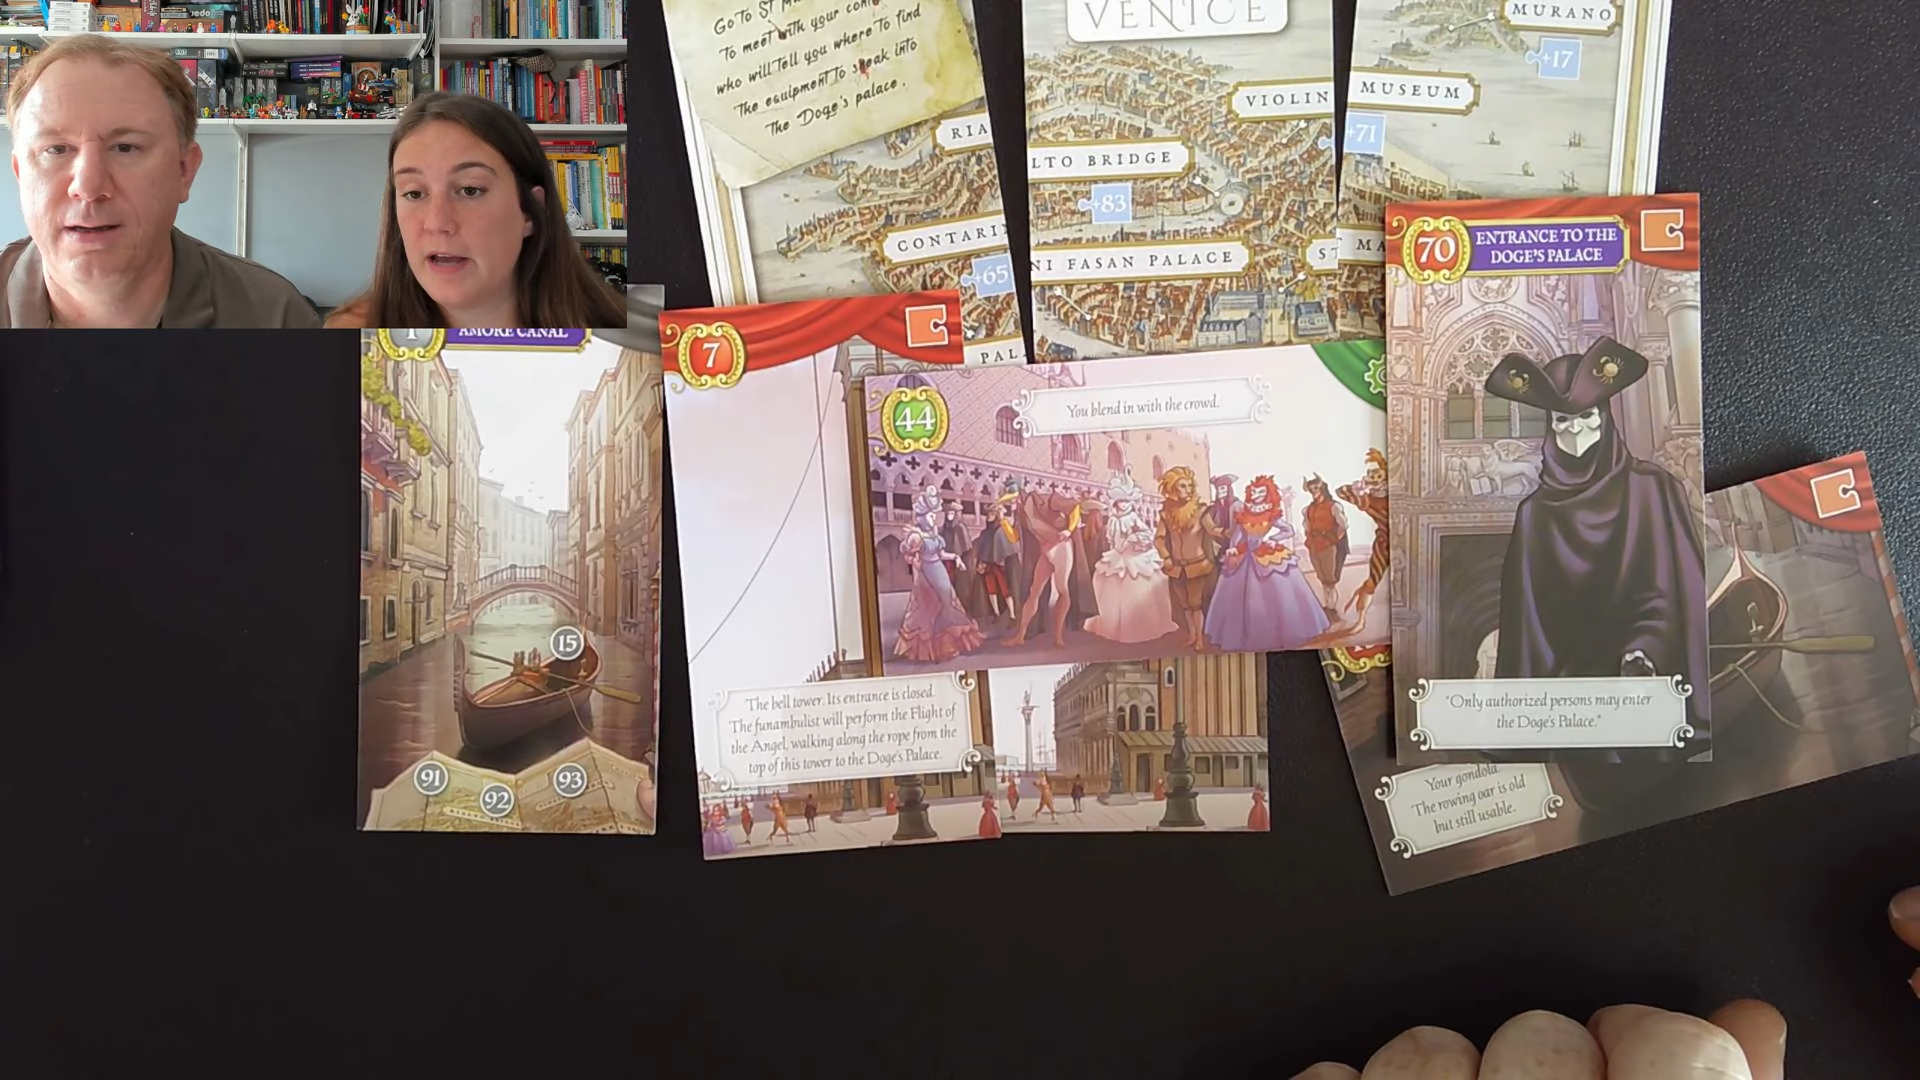 GO TO ST
TO meeT wiTh your
who will Tell you where To find
The equipmenT To sneak inTo
The Doge's palace.
VENICE
MURANO
+17
MUSEUM
VIOLIN
+71
RIA
LTO BRIDGE
+83
CONTARI
NI FASAN PALACE
ST
MA
+65
PAL
1
AMORE CANAL
15
91
92
93
7
The bell tower. Its entrance is closed.
The funambulist will perform the Flight of
the Angel, walking along the rope from the
top of this tower to the Doge's Palace.
44
You blend in with the crowd.
70
ENTRANCE TO THE
DOGE'S PALACE
"Only authorized persons may enter
the Doge's Palace."
Your gondola.
The rowing oar is old
but still usable.